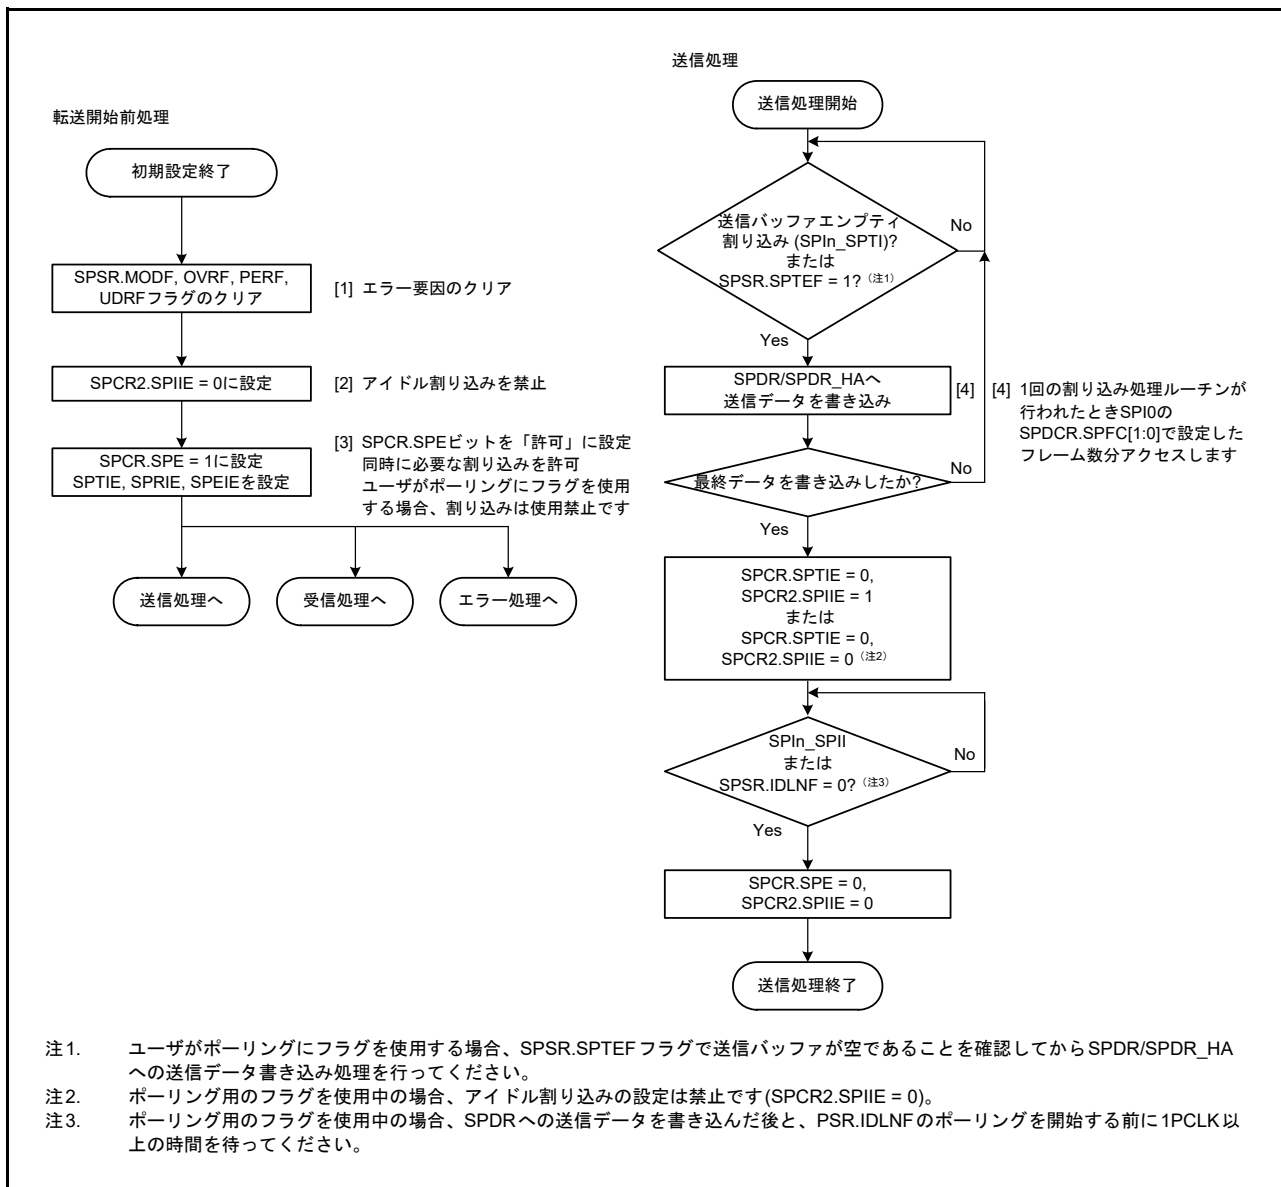 転送開始前処理
初期設定終了
SPSR.MODF, OVRF, PERF,
UDRFフラグのクリア
[1] エラー要因のクリア
SPCR2.SPIIE = 0に設定
[2] アイドル割り込みを禁止
SPCR.SPE = 1に設定
SPTIE, SPRIE, SPEIEを設定
[3] SPCR.SPEビットを「許可」に設定
同時に必要な割り込みを許可
ユーザがポーリングにフラグを使用
する場合、割り込みは使用禁止です
送信処理へ
受信処理へ
エラー処理へ
送信処理
送信処理開始
送信バッファエンプティ
割り込み (SPIn_SPTI)?
または
SPSR.SPTEF = 1? (注1)
No
Yes
SPDR/SPDR_HAへ
送信データを書き込み
[4]
[4] 1回の割り込み処理ルーチンが
行われたときSPI0の
SPDCR.SPFC[1:0]で設定した
フレーム数分アクセスします
最終データを書き込みしたか?
No
Yes
SPCR.SPTIE = 0,
SPCR2.SPIIE = 1
または
SPCR.SPTIE = 0,
SPCR2.SPIIE = 0 (注2)
SPIn_SPII
または
SPSR.IDLNF = 0? (注3)
No
Yes
SPCR.SPE = 0,
SPCR2.SPIIE = 0
送信処理終了
注1. ユーザがポーリングにフラグを使用する場合、SPSR.SPTEFフラグで送信バッファが空であることを確認してからSPDR/SPDR_HA
への送信データ書き込み処理を行ってください。
注2. ポーリング用のフラグを使用中の場合、アイドル割り込みの設定は禁止です(SPCR2.SPIIE = 0)。
注3. ポーリング用のフラグを使用中の場合、SPDRへの送信データを書き込んだ後と、PSR.IDLNFのポーリングを開始する前に1PCLK以
上の時間を待ってください。